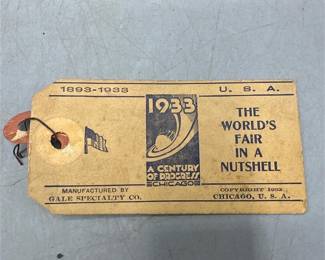 1893-1933
U. S. A.
1933
A CENTURY
OF PROGRESS
CHICAGO
THE
WORLD'S
FAIR
IN A
NUTSHELL
MANUFACTURED BY
GALE SPECIALTY CO.
COPYRIGHT 1932
CHICAGO, U. S. A.